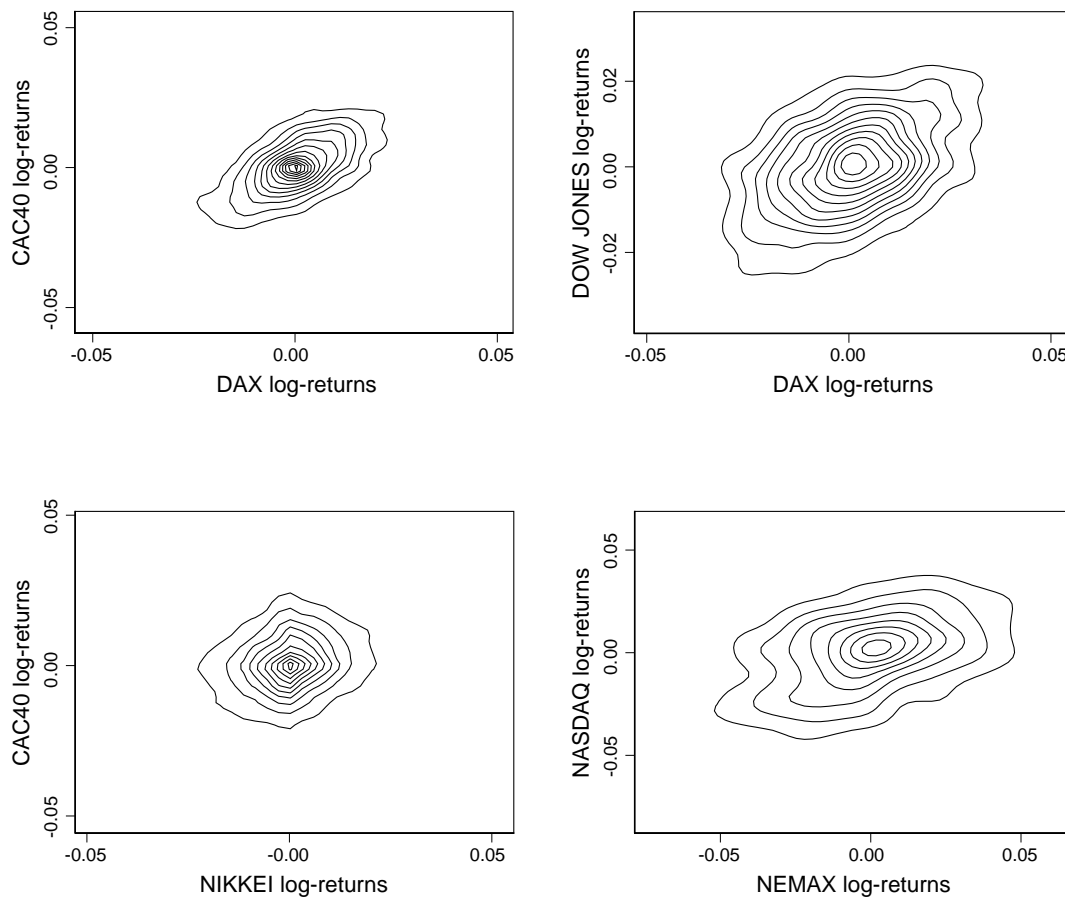 CAC40 log-returns
0.05
0.00
-0.05
-0.05 0.00 0.05
DAX log-returns
DOW JONES log-returns
0.02
0.00
-0.02
-0.05 0.00 0.05
DAX log-returns
CAC40 log-returns
0.05
0.00
-0.05
-0.05 -0.00 0.05
NIKKEI log-returns
NASDAQ log-returns
0.05
0.00
-0.05
-0.05 0.00 0.05
NEMAX log-returns